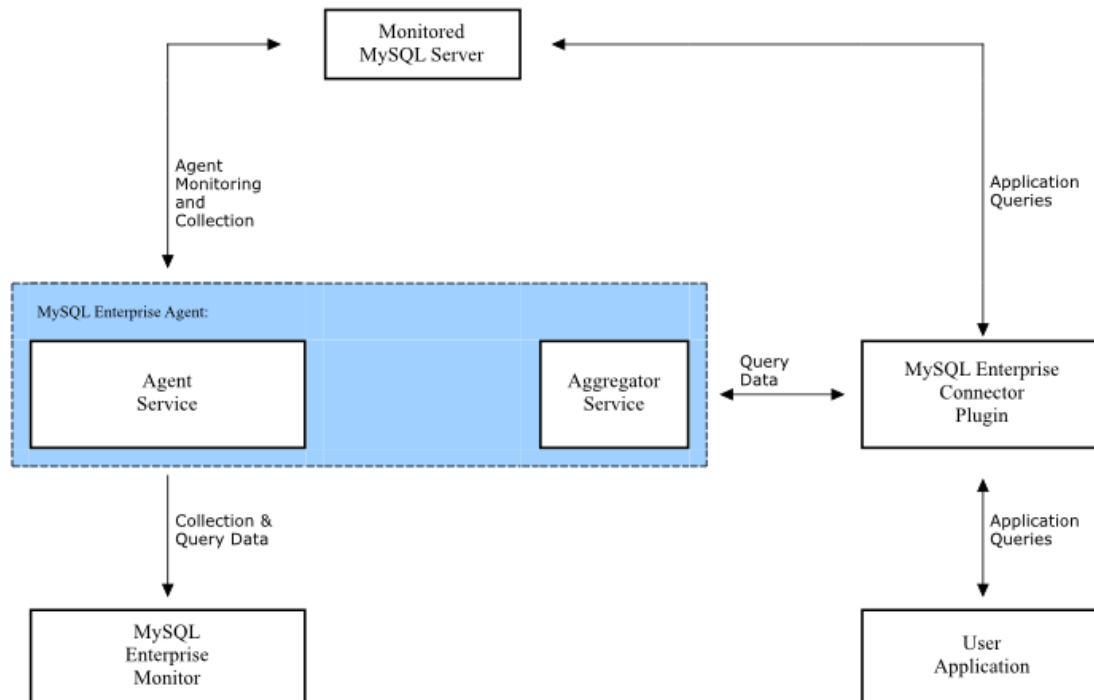 Monitored
MySQL Server
Agent
Monitoring
and
Collection
Application
Queries
MySQL Enterprise Agent:
Agent
Service
Aggregator
Service
Query
Data
MySQL Enterprise
Connector
Plugin
Collection &
Query Data
Application
Queries
MySQL
Enterprise
Monitor
User
Application